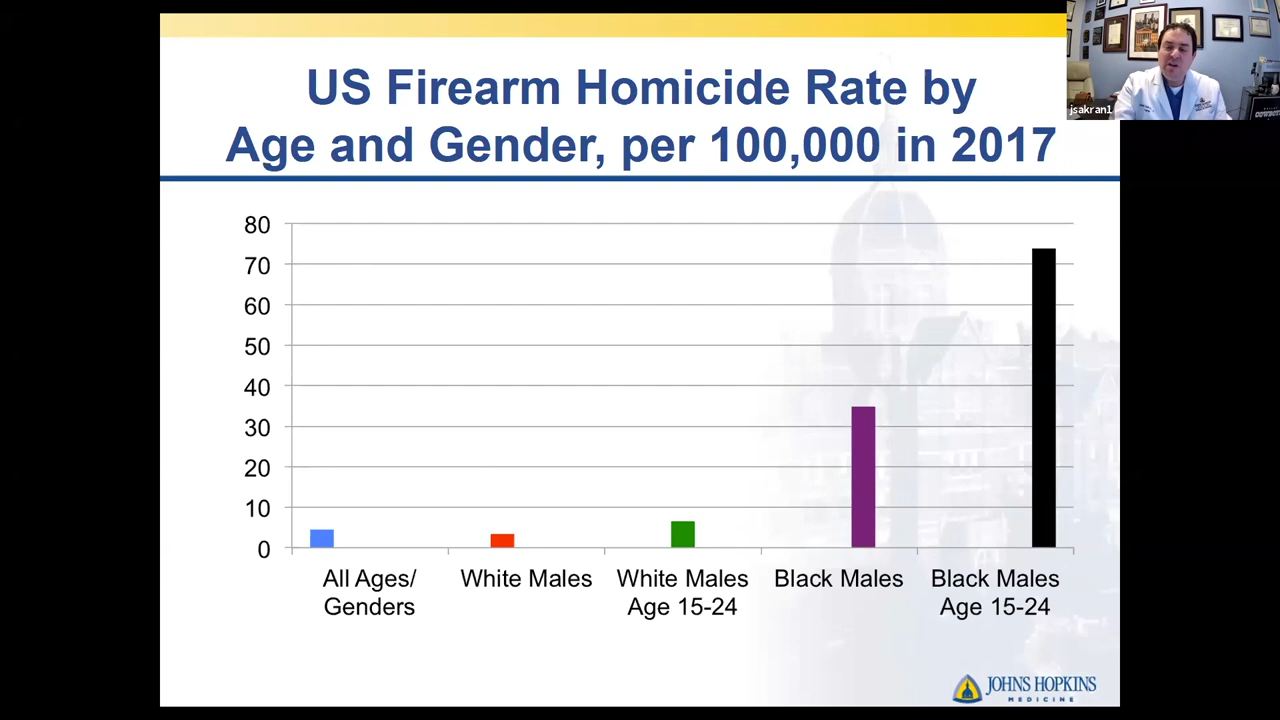 US Firearm Homicide Rate by
Age and Gender, per 100,000 in 2017
jsakran1
COWBOYS
80
70
60
50
40
30
20
10
0
All Ages/
Genders
White Males
White Males
Age 15-24
Black Males
Black Males
Age 15-24
JOHNS HOPKINS
MEDICINE